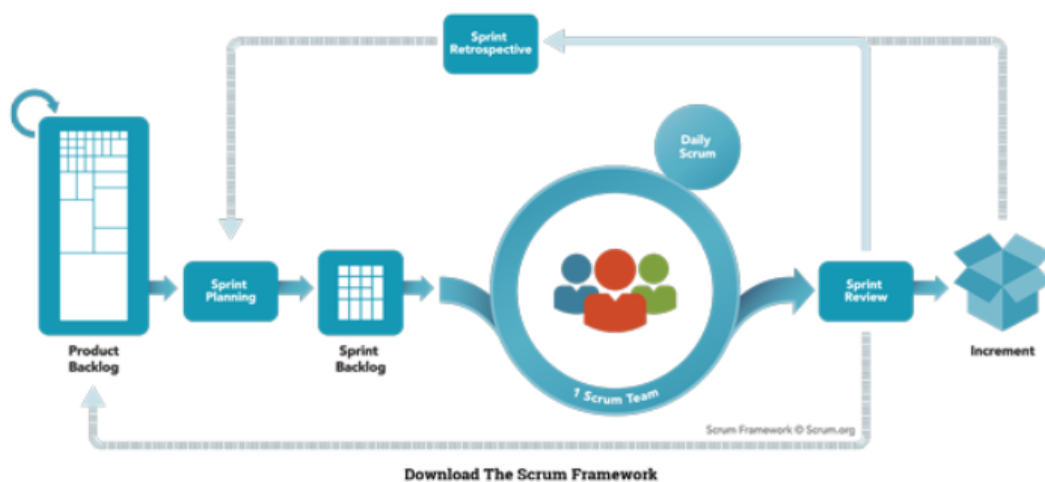 Sprint
Retrospective
Daily
Scrum
Sprint
Planning
Sprint
Review
Product
Backlog
Sprint
Backlog
Increment
1 Scrum Team
Scrum Framework © Scrum.org
Download The Scrum Framework